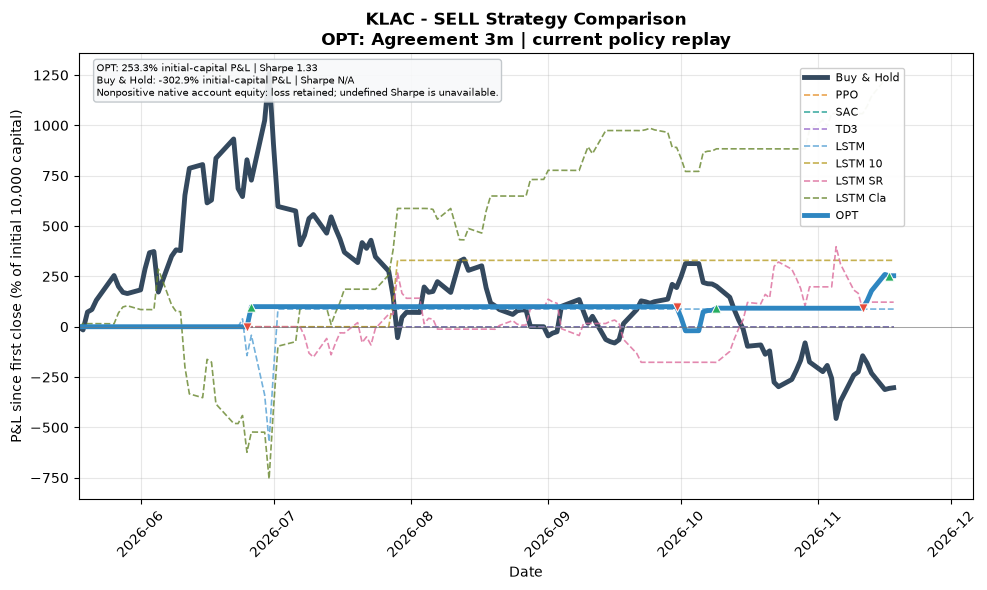 KLAC - SELL Strategy Comparison
OPT: Agreement 3m | current policy replay
OPT: 253.3% initial-capital P&L | Sharpe 1.33
Buy & Hold: -302.9% initial-capital P&L | Sharpe N/A
Nonpositive native account equity: loss retained; undefined Sharpe is unavailable.
Buy & Hold
PPO
SAC
TD3
LSTM
LSTM 10
LSTM SR
LSTM Cla
OPT
P&L since first close (% of initial 10,000 capital)
1250
1000
750
500
250
0
−250
−500
−750
2026-06
2026-07
2026-08
2026-09
2026-10
2026-11
2026-12
Date